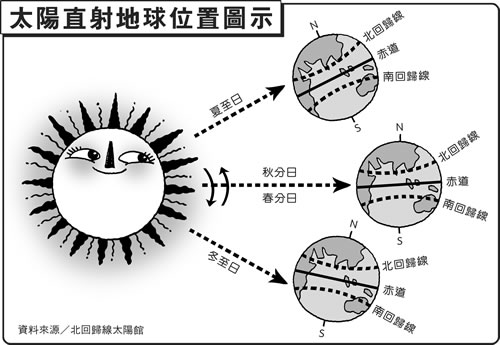 太陽直射地球位置圖示
N
北回歸線
赤道
南回歸線
S
夏至日
N
北回歸線
赤道
南回歸線
S
秋分日
春分日
N
北回歸線
赤道
南回歸線
S
冬至日
資料來源／北回歸線太陽館